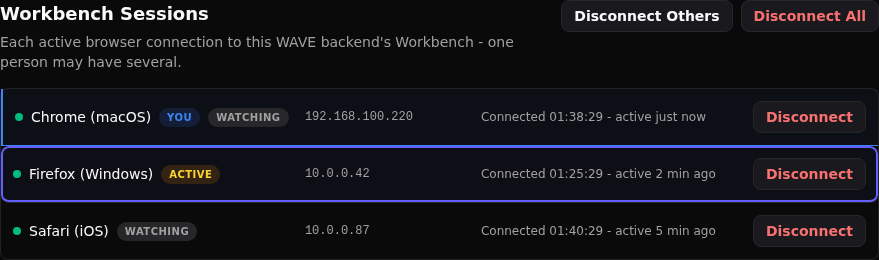 Workbench Sessions
Disconnect Others
Disconnect All
Each active browser connection to this WAVE backend's Workbench - one
person may have several.
Chrome (macOS) YOU WATCHING 192.168.100.220 Connected 01:38:29 - active just now Disconnect
Firefox (Windows) ACTIVE 10.0.0.42 Connected 01:25:29 - active 2 min ago Disconnect
Safari (iOS) WATCHING 10.0.0.87 Connected 01:40:29 - active 5 min ago Disconnect